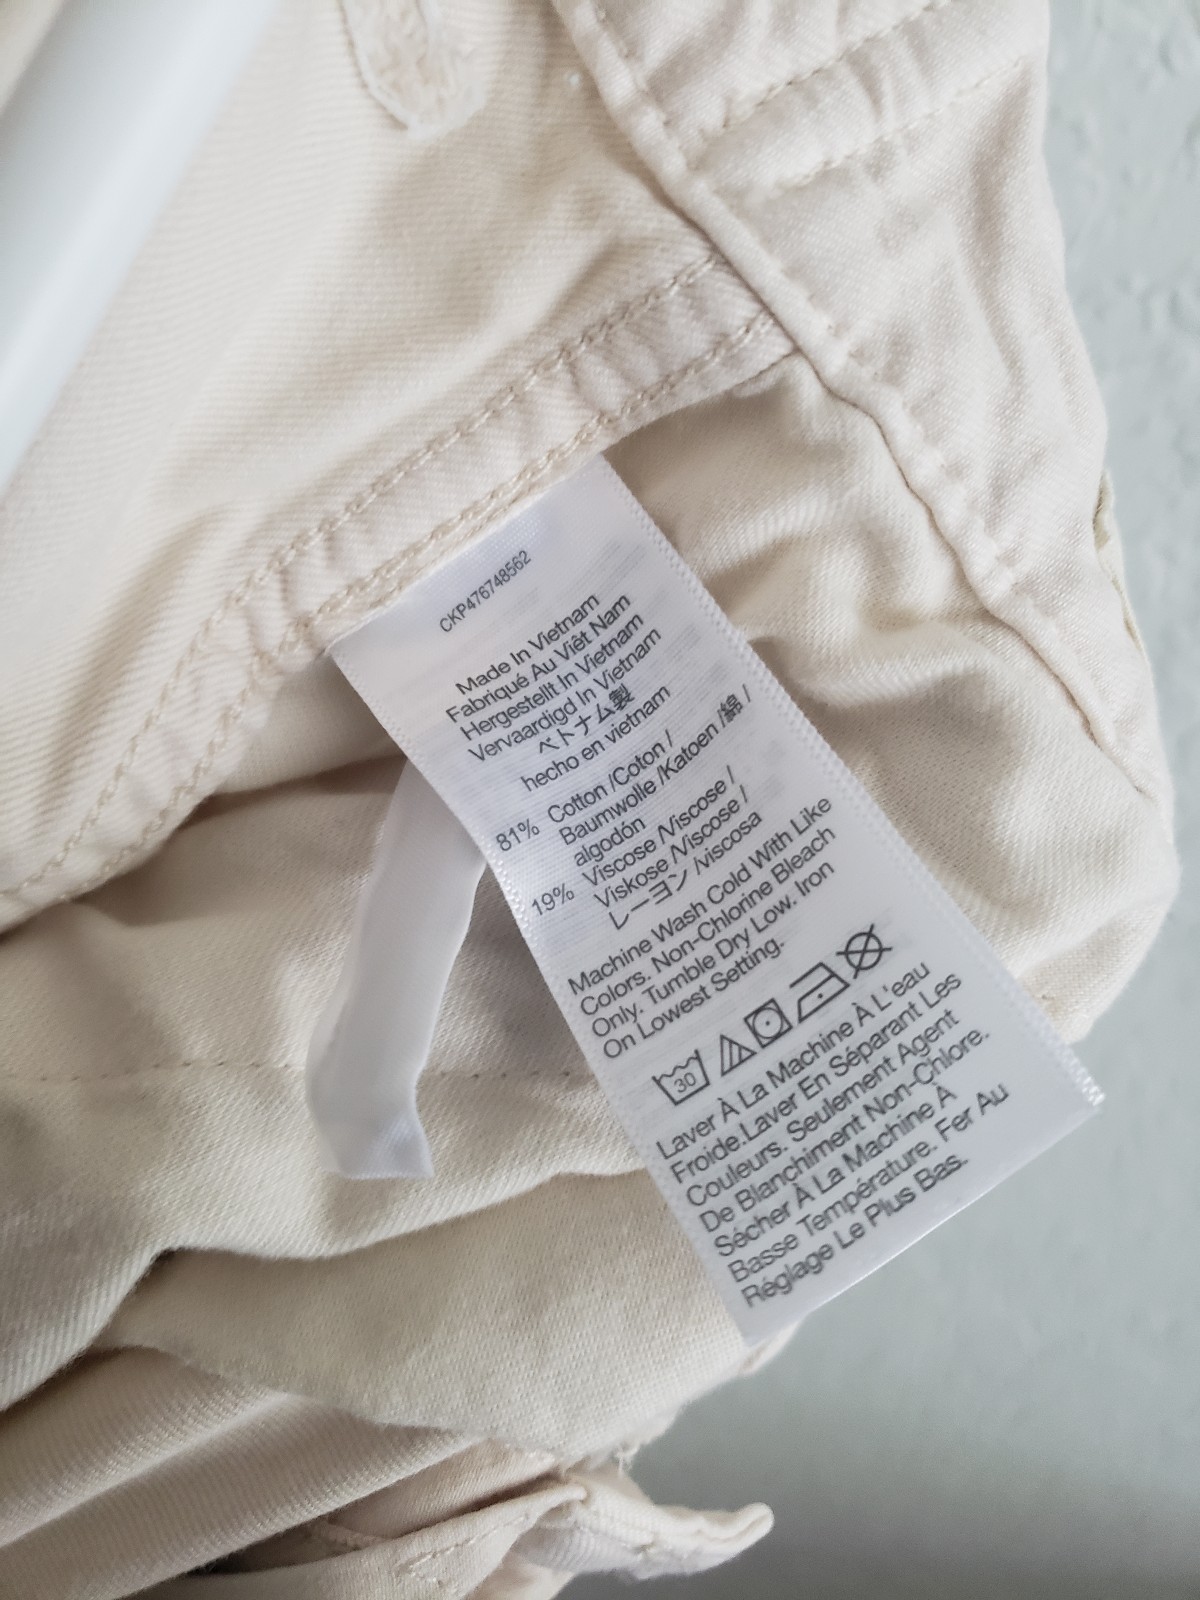 CKP476748562
Made In Vietnam
Fabriqué Au Viêt Nam
Hergestellt In Vietnam
Vervaardigd In Vietnam
ベトナム製
hecho en vietnam
81% Cotton /Coton /
Baumwolle /Katoen /綿 /
algodón
19% Viscose /Viscose /
Viskose /Viscose /
レーヨン /viscosa
Machine Wash Cold With Like
Colors. Non-Chlorine Bleach
Only. Tumble Dry Low. Iron
On Lowest Setting.
30
Laver À La Machine À L'eau
Froide.Laver En Séparant Les
Couleurs. Seulement Agent
De Blanchiment Non-Chlore.
Sécher À La Machine À
Basse Température. Fer Au
Réglage Le Plus Bas.